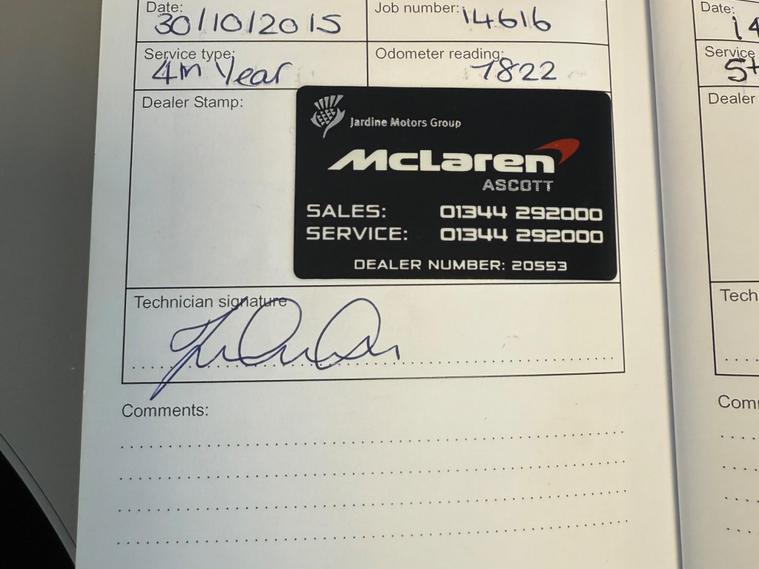 Date: Job number:
30/10/2015 14616
Service type: Odometer reading:
4th Year 7822
Dealer Stamp:
Jardine Motors Group
McLaren
ASCOTT
SALES: 01344 292000
SERVICE: 01344 292000
DEALER NUMBER: 20553
Technician signature
Comments:
Date:
14
Service
5t
Dealer
Tech
Com